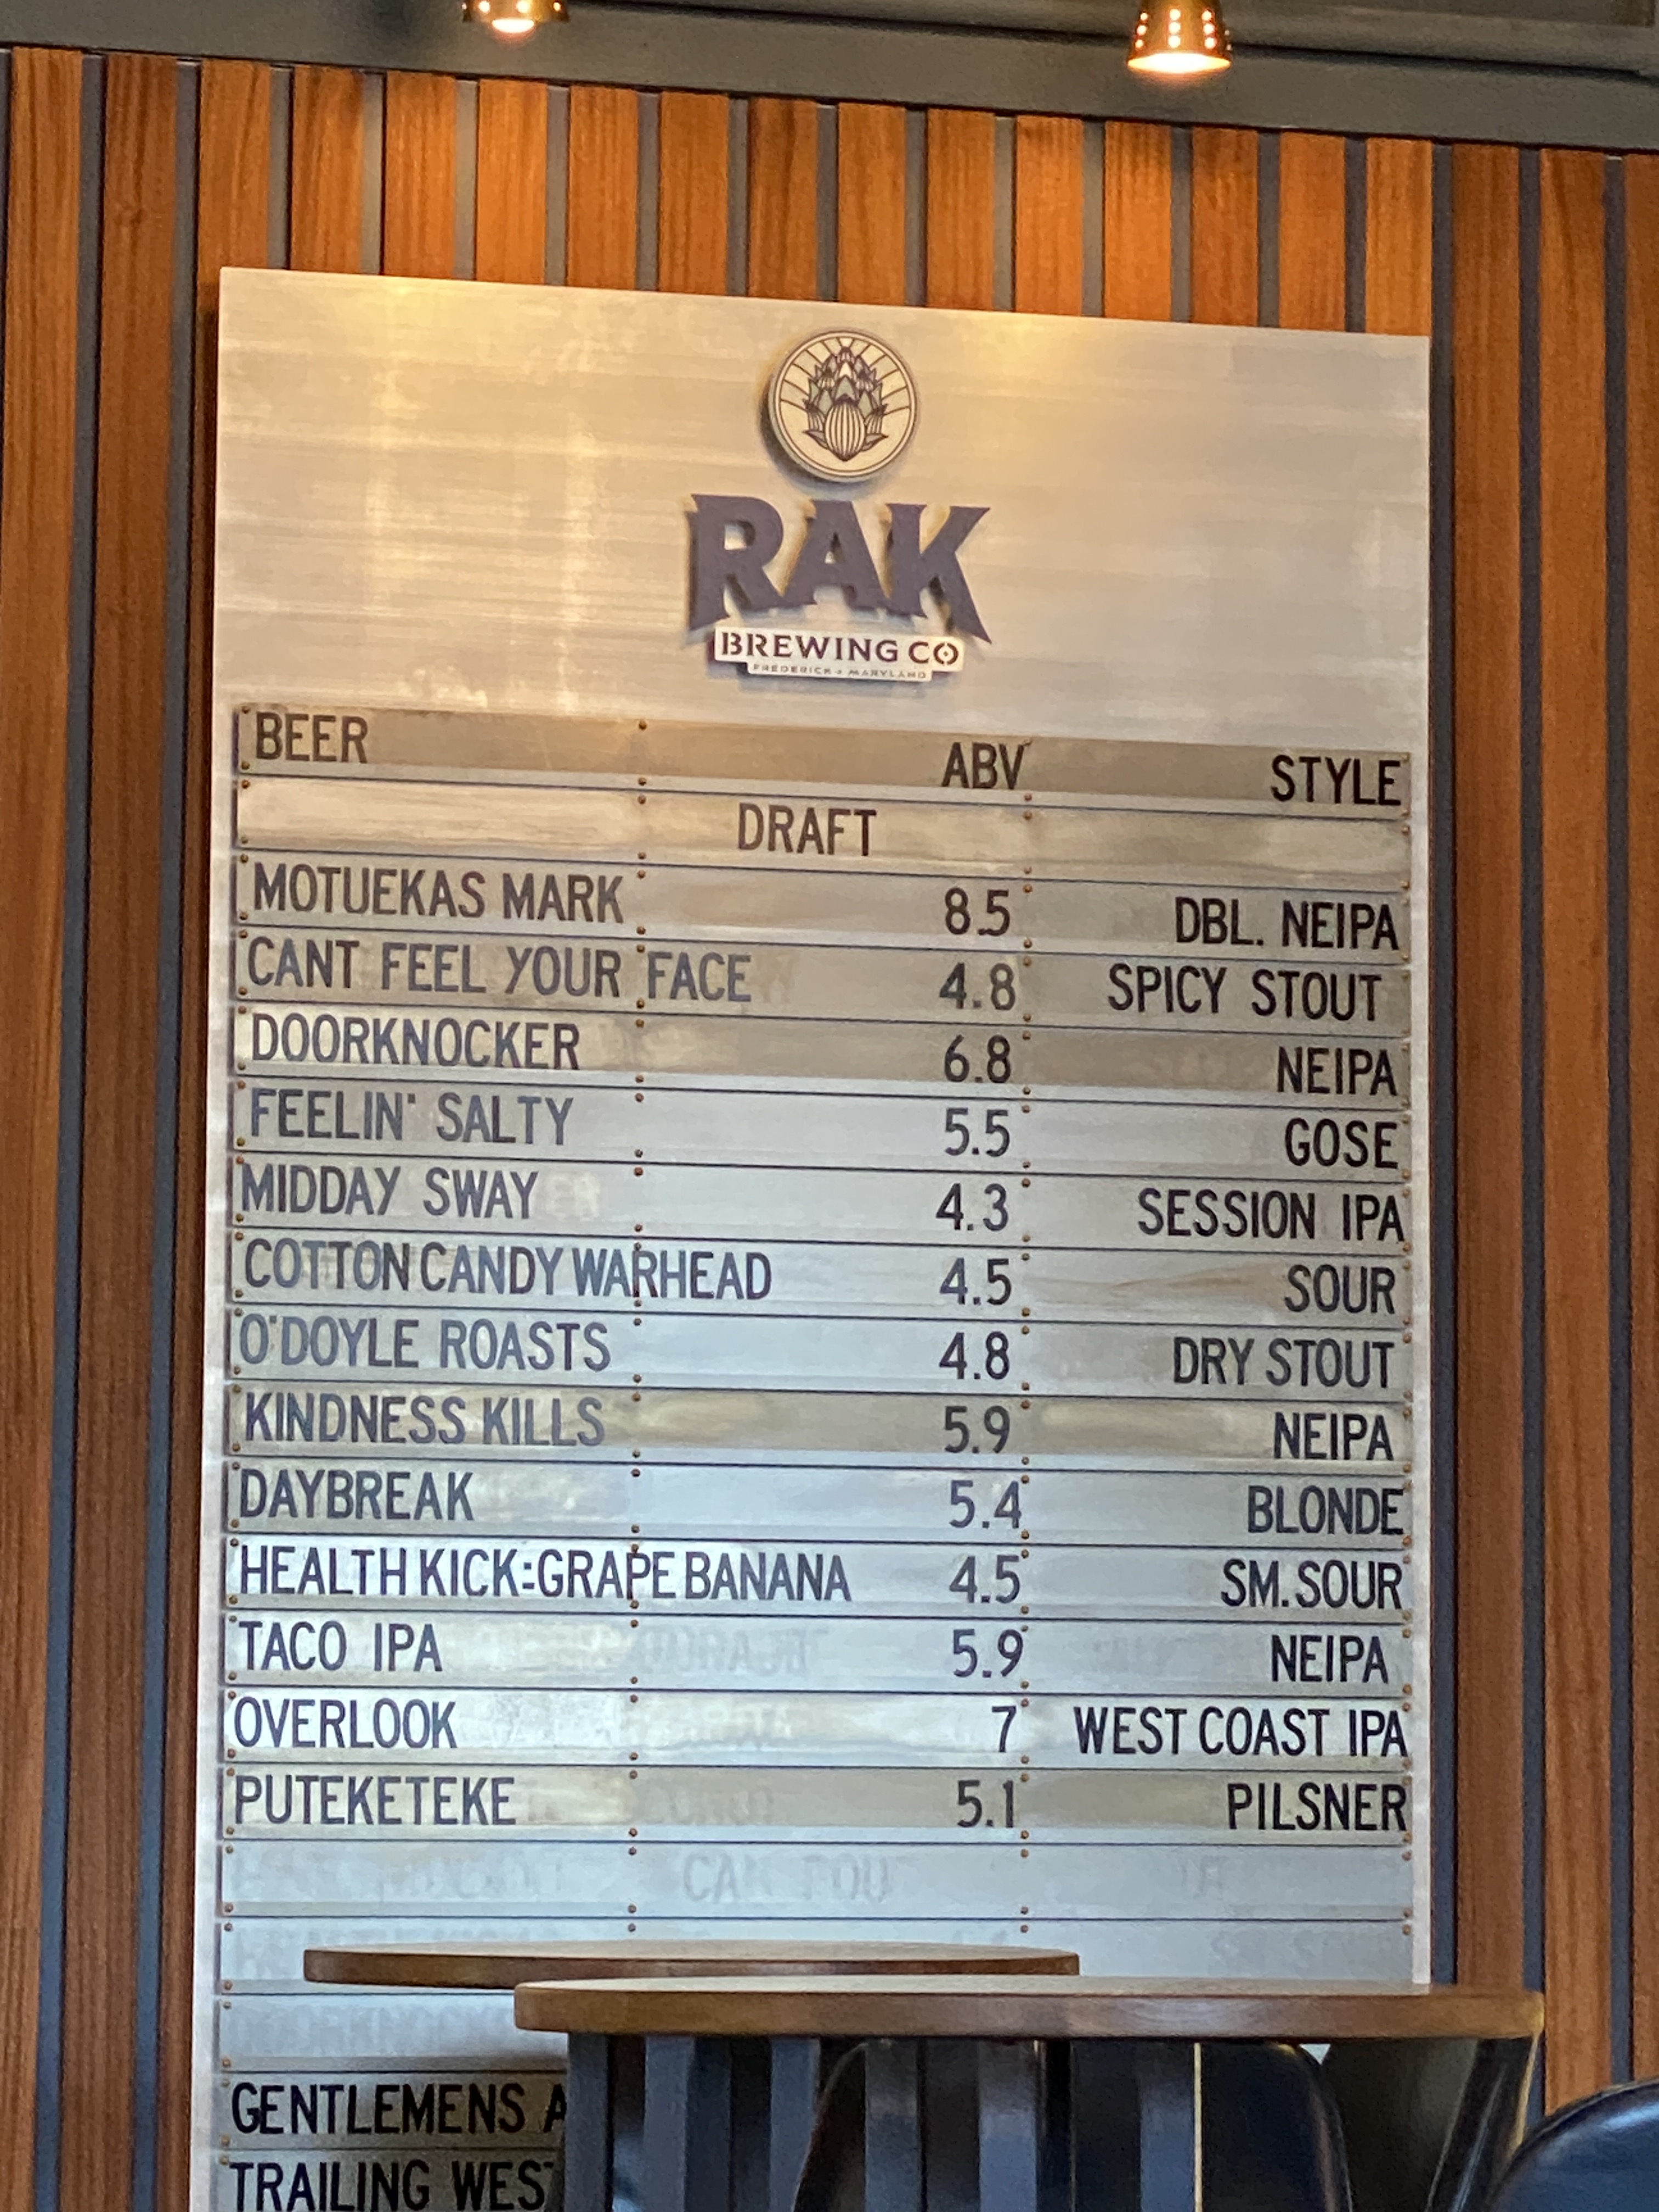 RAK
BREWING CO
FREDERICK MARYLAND
BEER ABV STYLE
DRAFT
MOTUEKAS MARK 8.5 DBL. NEIPA
CANT FEEL YOUR FACE 4.8 SPICY STOUT
DOORKNOCKER 6.8 NEIPA
FEELIN' SALTY 5.5 GOSE
MIDDAY SWAY 4.3 SESSION IPA
COTTON CANDY WARHEAD 4.5 SOUR
O'DOYLE ROASTS 4.8 DRY STOUT
KINDNESS KILLS 5.9 NEIPA
DAYBREAK 5.4 BLONDE
HEALTH KICK:GRAPE BANANA 4.5 SM. SOUR
TACO IPA 5.9 NEIPA
OVERLOOK 7 WEST COAST IPA
PUTEKETEKE 5.1 PILSNER
GENTLEMENS A
TRAILING WES